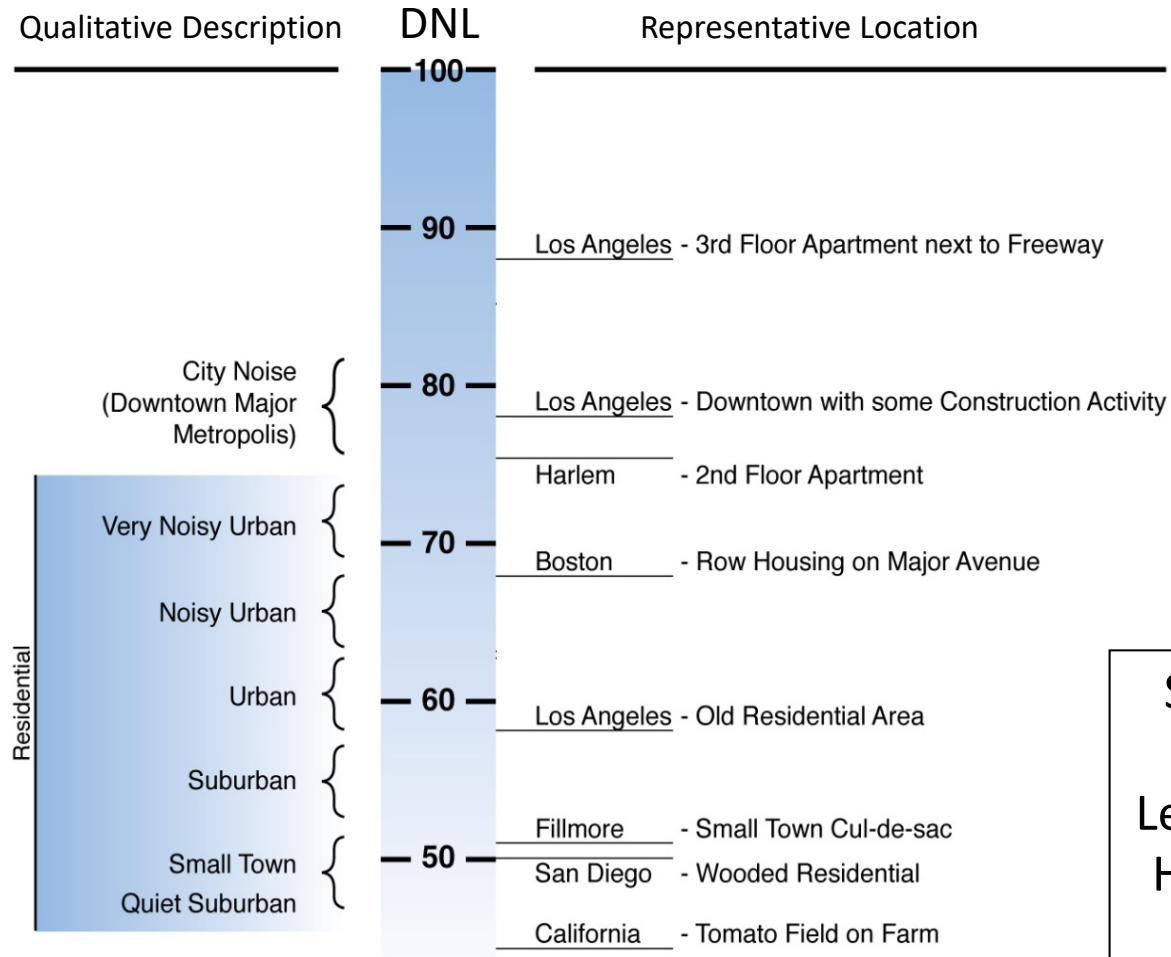 Qualitative Description DNL Representative Location
100
90
Los Angeles - 3rd Floor Apartment next to Freeway
City Noise
(Downtown Major
Metropolis)
80
Los Angeles - Downtown with some Construction Activity
Harlem - 2nd Floor Apartment
Very Noisy Urban
70
Boston - Row Housing on Major Avenue
Noisy Urban
Residential
Urban
60
Los Angeles - Old Residential Area
Suburban
Fillmore - Small Town Cul-de-sac
Small Town
50
San Diego - Wooded Residential
Quiet Suburban
California - Tomato Field on Farm
S
Le
H